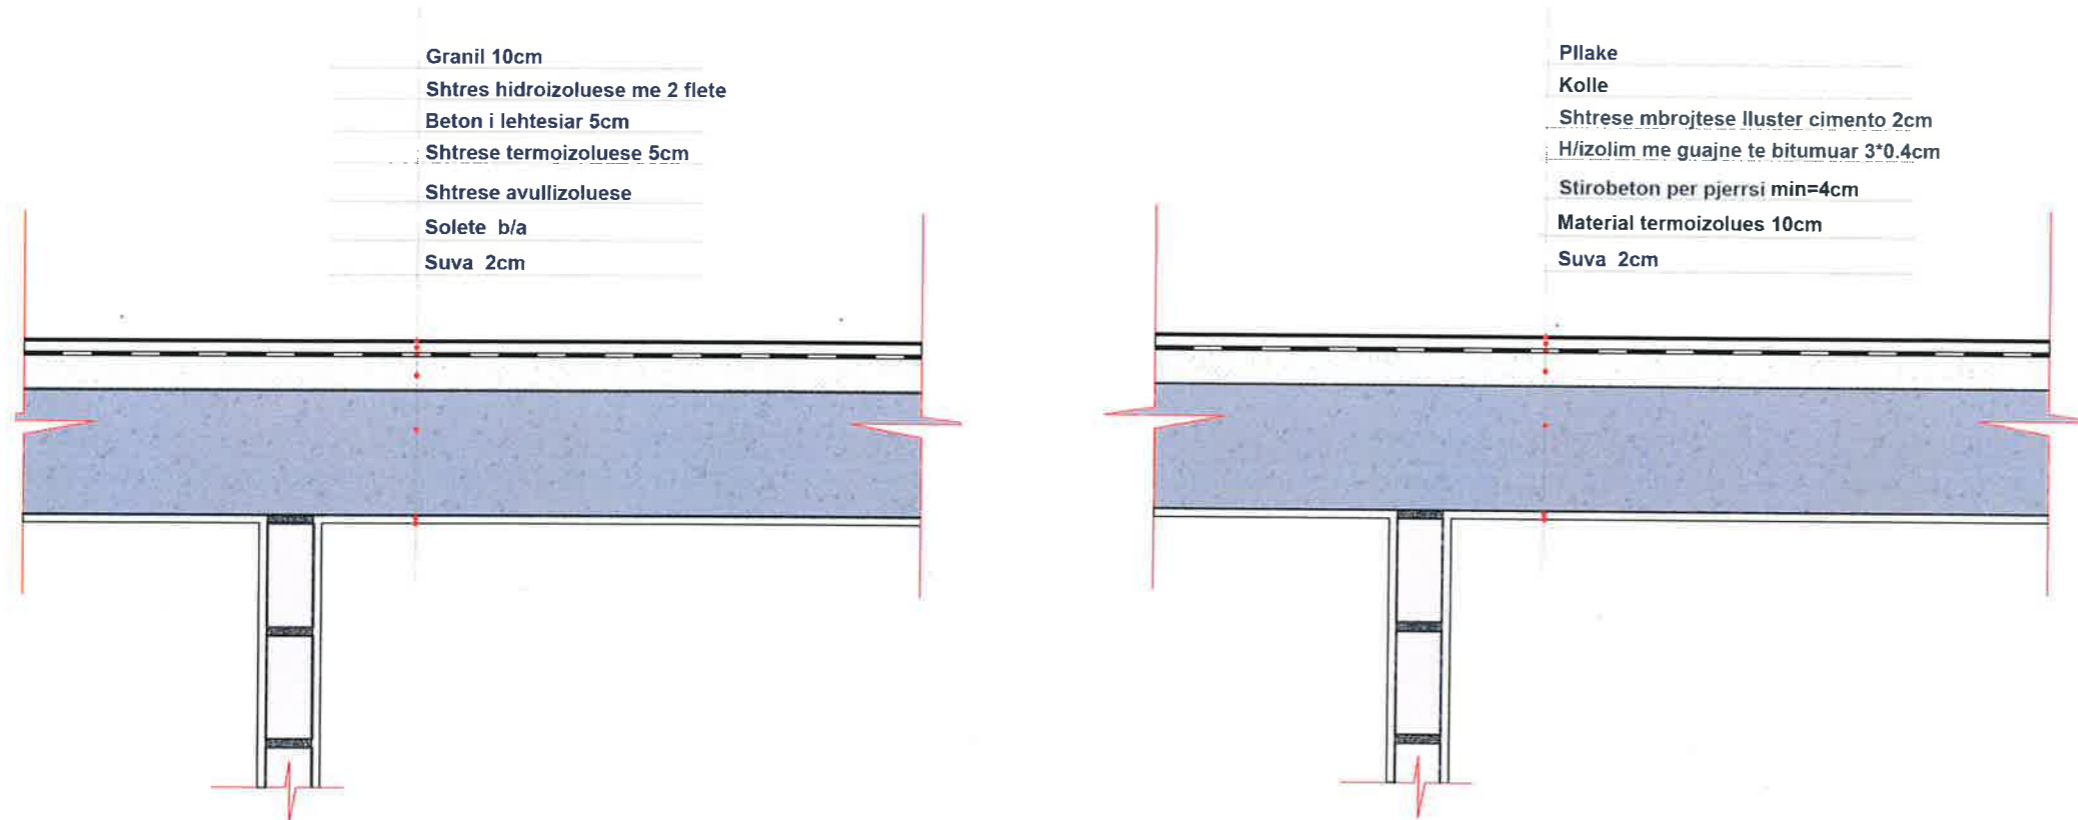 Granil 10cm
Shtres hidroizoluese me 2 flete
Beton i lehtesiar 5cm
Shtrese termoizoluese 5cm
Shtrese avullizoluese
Solete b/a
Suva 2cm
Pllake
Kolle
Shtrese mbrojtese lluster cimento 2cm
H/izolim me guajne te bitumuar 3*0.4cm
Stirobeton per pjerrsi min=4cm
Material termoizolues 10cm
Suva 2cm